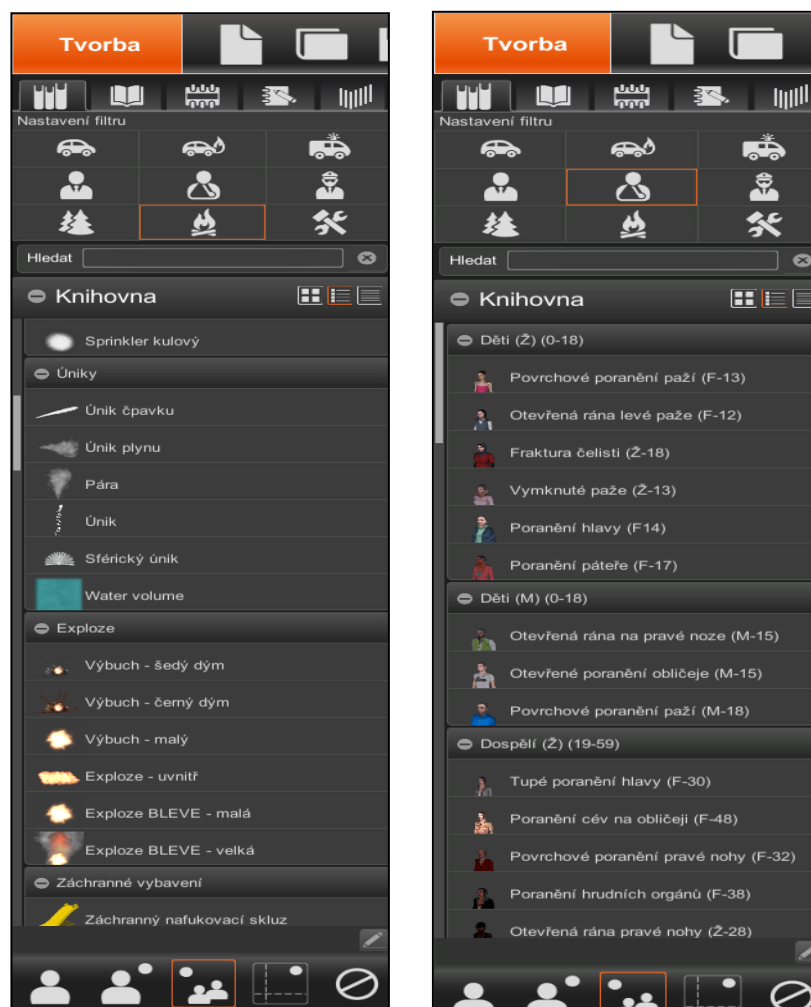 Tvorba
Nastavení filtru
Hledat
Knihovna
Sprinkler kulový
Úniky
Únik čpavku
Únik plynu
Pára
Únik
Sférický únik
Water volume
Exploze
Výbuch - šedý dým
Výbuch - černý dým
Výbuch - malý
Exploze - uvnitř
Exploze BLEVE - malá
Exploze BLEVE - velká
Záchranné vybavení
Záchranný nafukovací skluz
Tvorba
Nastavení filtru
Hledat
Knihovna
Děti (Ž) (0-18)
Povrchové poranění paží (F-13)
Otevřená rána levé paže (F-12)
Fraktura čelisti (Ž-18)
Vymknuté paže (Ž-13)
Poranění hlavy (F14)
Poranění páteře (F-17)
Děti (M) (0-18)
Otevřená rána na pravé noze (M-15)
Otevřené poranění obličeje (M-15)
Povrchové poranění paží (M-18)
Dospělí (Ž) (19-59)
Tupé poranění hlavy (F-30)
Poranění cév na obličeji (F-48)
Povrchové poranění pravé nohy (F-32)
Poranění hrudních orgánů (F-38)
Otevřená rána pravé nohy (Ž-28)